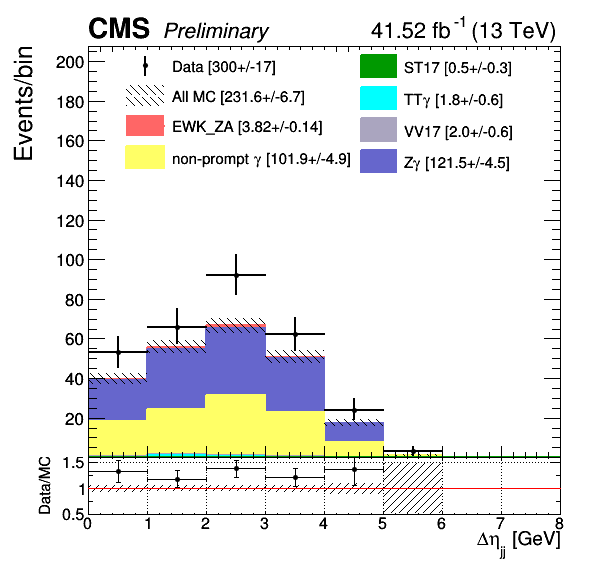 CMS Preliminary 41.52 fb⁻¹ (13 TeV)
Events/bin
Data [300+/-17]
All MC [231.6+/-6.7]
EWK_ZA [3.82+/-0.14]
non-prompt γ [101.9+/-4.9]
ST17 [0.5+/-0.3]
TTγ [1.8+/-0.6]
VV17 [2.0+/-0.6]
Zγ [121.5+/-4.5]
200
180
160
140
120
100
80
60
40
20
Data/MC
1.5
1
0.5
0 1 2 3 4 5 6 7 8
Δη_jj [GeV]